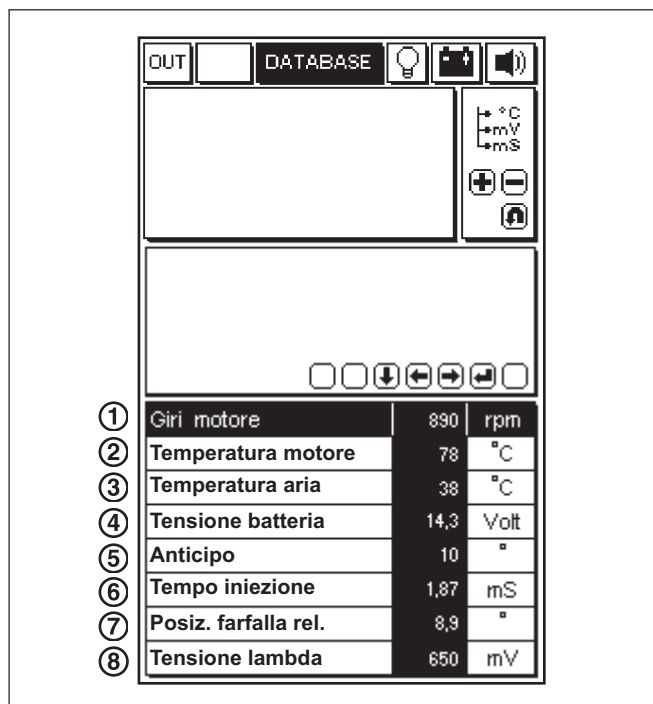 OUT DATABASE
°C
mV
mS
① Giri motore 890 rpm
② Temperatura motore 78 °C
③ Temperatura aria 38 °C
④ Tensione batteria 14,3 Volt
⑤ Anticipo 10 °
⑥ Tempo iniezione 1,87 mS
⑦ Posiz. farfalla rel. 8,9 °
⑧ Tensione lambda 650 mV